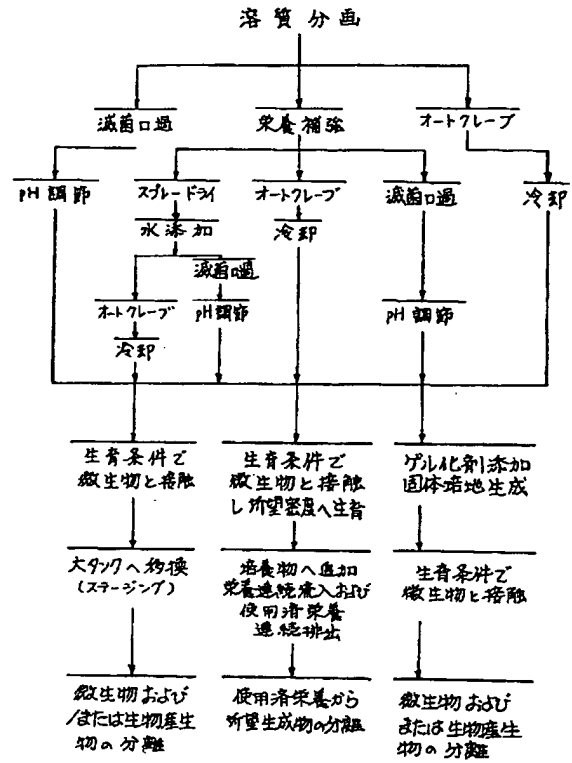 溶質分画
滅菌口過
栄養補強
オートクレーブ
pH調節
スプレードライ
オートクレーブ
滅菌口過
冷却
水添加
冷却
滅菌口過
オートクレーブ
pH調節
pH調節
冷却
生育条件で
微生物と接触
生育条件で
微生物と接触
し所望密度へ生育
ゲル化剤添加
固体培地生成
大タンクへ移換
(ステージング)
培養物へ追加
栄養連続流入および
使用済栄養
連続排出
生育条件で
微生物と接触
微生物および
/または生物産生
物の分離
使用済栄養から
所望生成物の分離
微生物および
または生物産生
物の分離